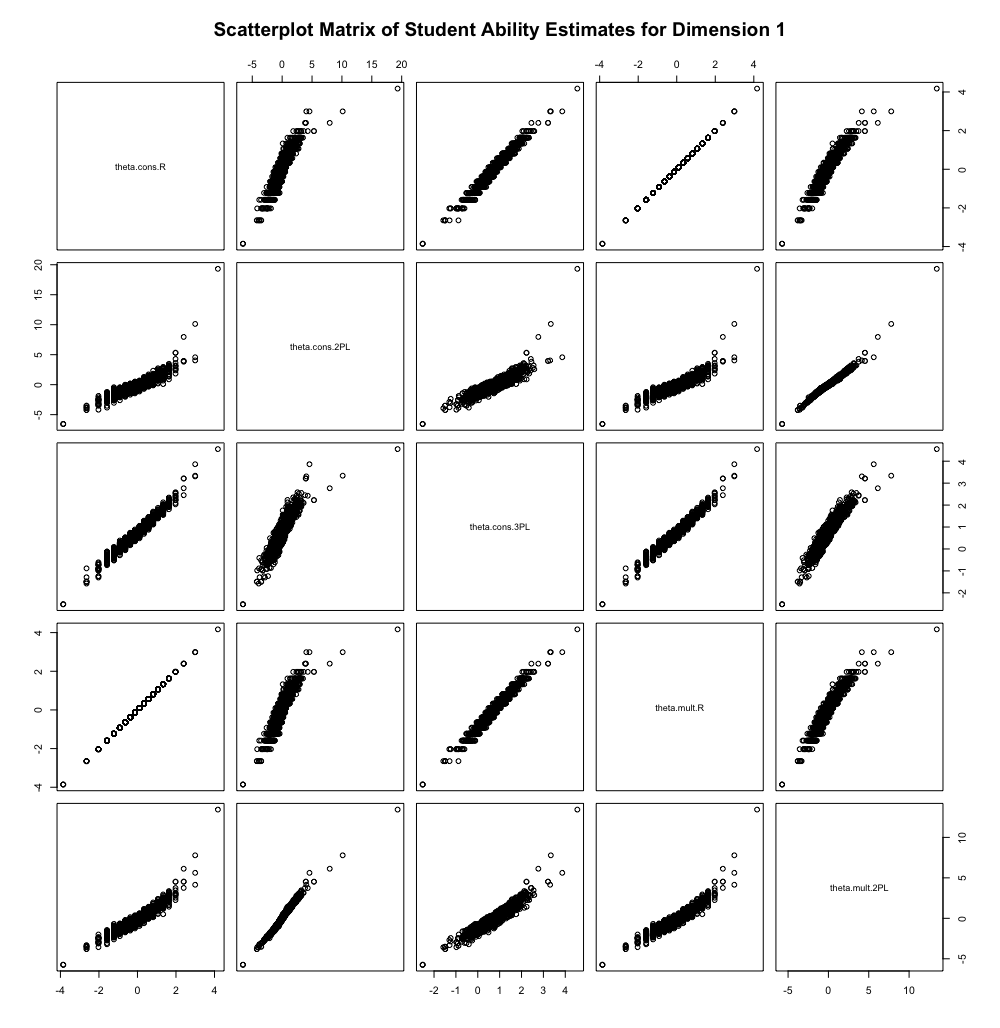 Scatterplot Matrix of Student Ability Estimates for Dimension 1
-5 0 5 10 15 20
-4 -2 0 2 4
theta.cons.R
-4 -2 0 2 4
theta.cons.2PL
-5 0 5 10 15 20
theta.cons.3PL
-2 -1 0 1 2 3 4
theta.mult.R
-4 -2 0 2 4
theta.mult.2PL
-5 0 5 10
-4 -2 0 2 4
-2 -1 0 1 2 3 4
-5 0 5 10